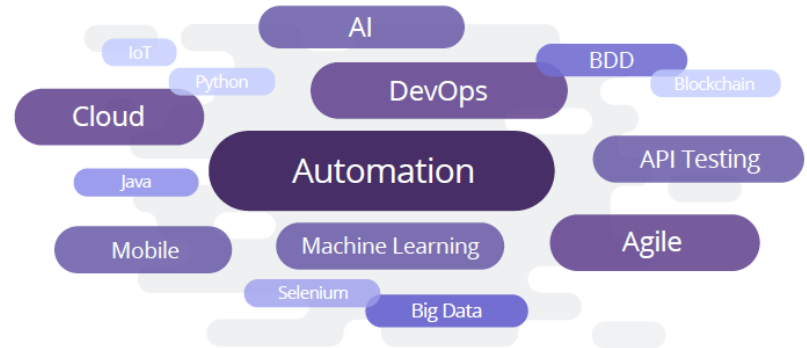 AI
IoT
BDD
Python
Blockchain
DevOps
Cloud
API Testing
Automation
Java
Agile
Mobile
Machine Learning
Selenium
Big Data